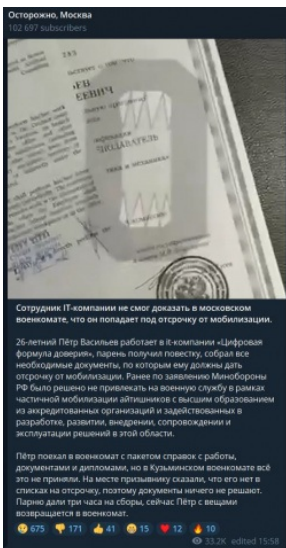 Осторожно, Москва
102 697 subscribers
ЕВ
ЕЕВИЧ
Сотрудник IT-компании не смог доказать в московском
военкомате, что он попадает под отсрочку от мобилизации.
26-летний Пётр Васильев работает в it-компании «Цифровая
формула доверия», парень получил повестку, собрал все
необходимые документы, по которым ему должны дать
отсрочку от мобилизации. Ранее по заявлению Минобороны
РФ было решено не привлекать на военную службу в рамках
частичной мобилизации айтишников с высшим образованием
из аккредитованных организаций и задействованных в
разработке, развитии, внедрении, сопровождении и
эксплуатации решений в этой области.
Пётр поехал в военкомат с пакетом справок с работы,
документами и дипломами, но в Кузьминском военкомате всё
это не приняли. На месте призывнику сказали, что его нет в
списках на отсрочку, поэтому документы ничего не решают.
Парню дали три часа на сборы, сейчас Пётр с вещами
возвращается в военкомат.
675 171 41 15 12 10
33.2K edited 15:58